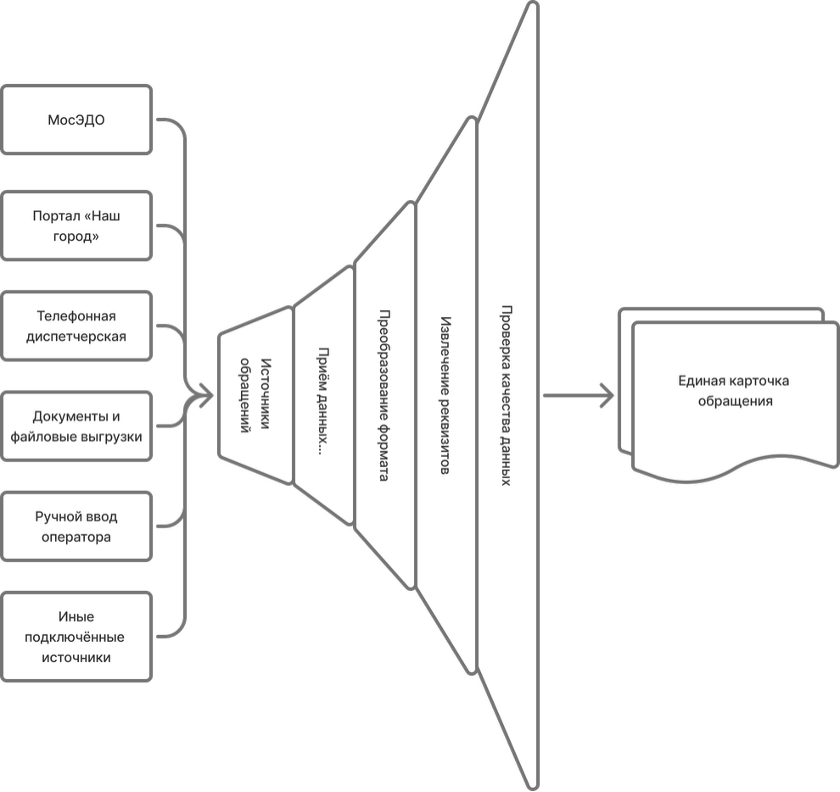 МосЭДО
Портал «Наш
город»
Телефонная
диспетчерская
Документы и
файловые выгрузки
Ручной ввод
оператора
Иные
подключённые
источники
Источники
обращений
Приём данных...
Преобразование формата
Извлечение реквизитов
Проверка качества данных
Единая карточка
обращения